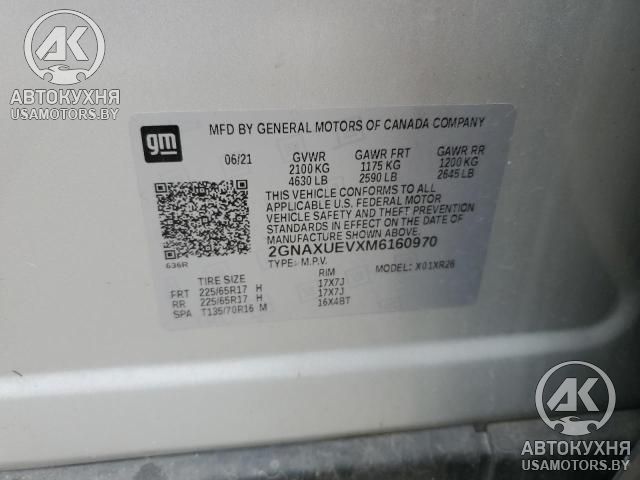 AK
АВТОКУХНЯ
USAMOTORS.BY
gm
MFD BY GENERAL MOTORS OF CANADA COMPANY
06/21 GVWR GAWR FRT GAWR RR
2100 KG 1175 KG 1200 KG
4630 LB 2590 LB 2645 LB
THIS VEHICLE CONFORMS TO ALL
APPLICABLE U.S. FEDERAL MOTOR
VEHICLE SAFETY AND THEFT PREVENTION
STANDARDS IN EFFECT ON THE DATE OF
MANUFACTURE SHOWN ABOVE.
2GNAXUEVXM6160970
636R
TYPE: M.P.V. MODEL: X01XR26
TIRE SIZE RIM
FRT 225/65R17 H 17X7J
RR 225/65R17 H 17X7J
SPA T135/70R16 M 16X4BT
AK
АВТОКУХНЯ
USAMOTORS.BY